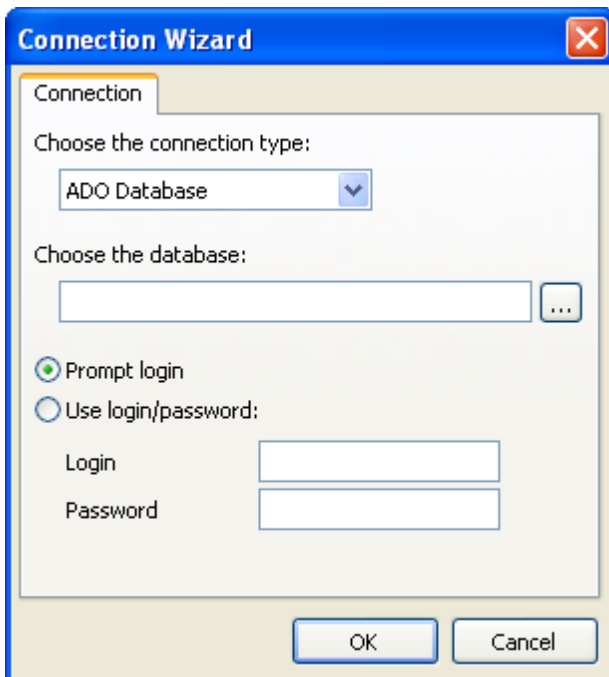 Connection Wizard
Connection
Choose the connection type:
ADO Database
Choose the database:
...
Prompt login
Use login/password:
Login
Password
OK Cancel